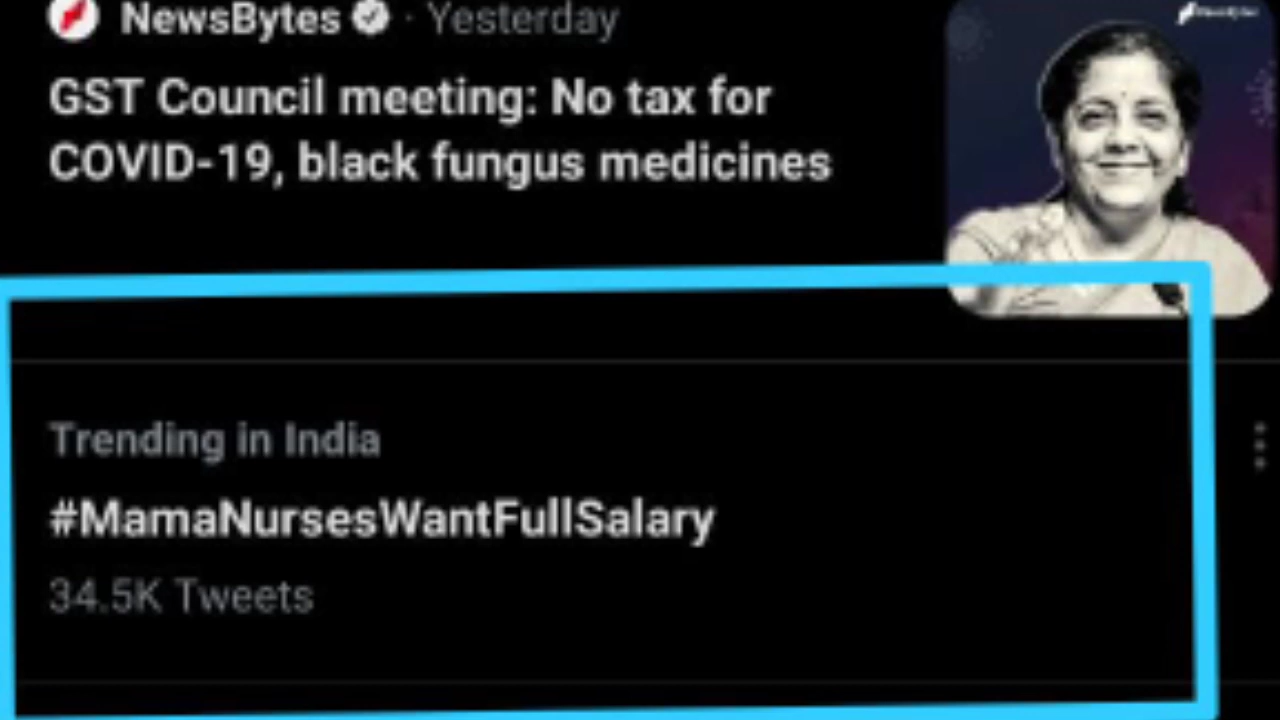 NewsBytes · Yesterday
GST Council meeting: No tax for
COVID-19, black fungus medicines
Trending in India
#MamaNursesWantFullSalary
34.5K Tweets